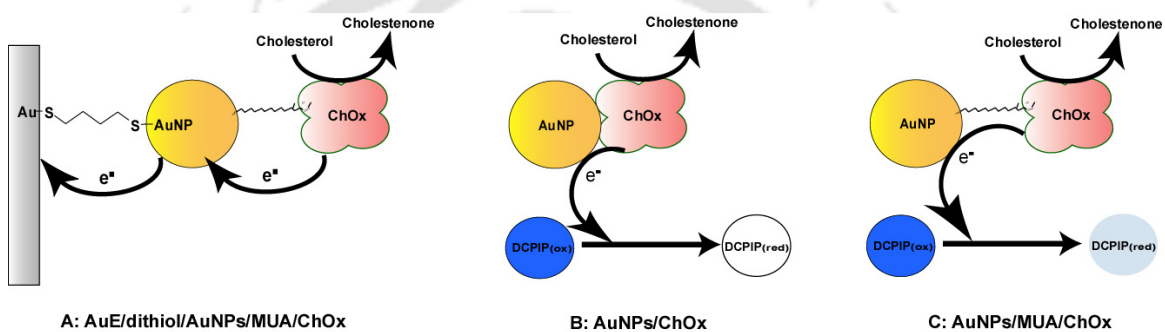 Cholesterol
Cholestenone
Au
S
S
AuNP
ChOx
e-
e-
A: AuE/dithiol/AuNPs/MUA/ChOx
Cholesterol
Cholestenone
AuNP
ChOx
e-
DCPIP(ox)
DCPIP(red)
B: AuNPs/ChOx
Cholesterol
Cholestenone
AuNP
ChOx
e-
DCPIP(ox)
DCPIP(red)
C: AuNPs/MUA/ChOx